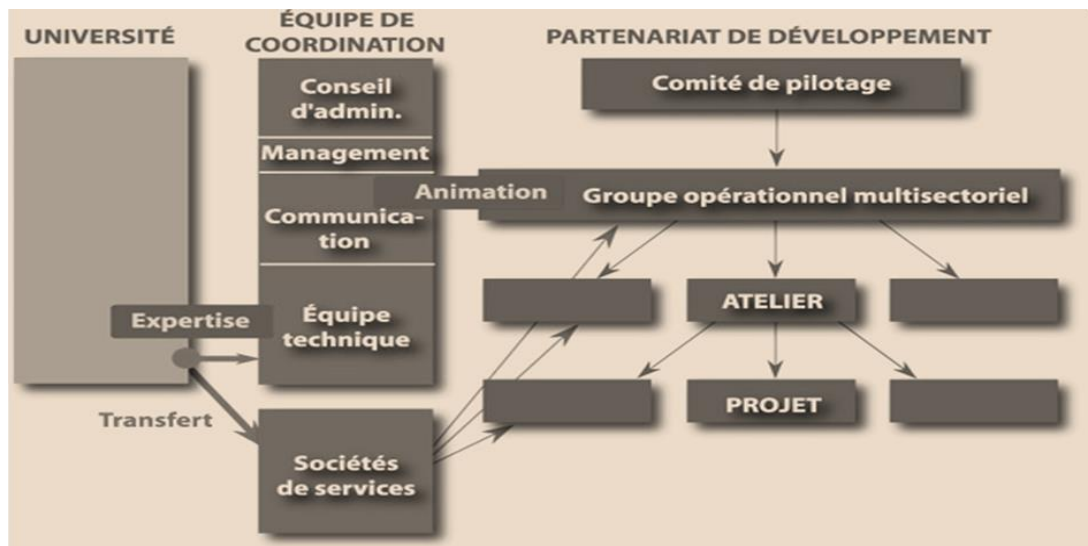 UNIVERSITÉ
ÉQUIPE DE
COORDINATION
PARTENARIAT DE DÉVELOPPEMENT
Conseil
d'admin.
Management
Communica-
tion
Équipe
technique
Sociétés
de services
Animation
Expertise
Transfert
Comité de pilotage
Groupe opérationnel multisectoriel
ATELIER
PROJET